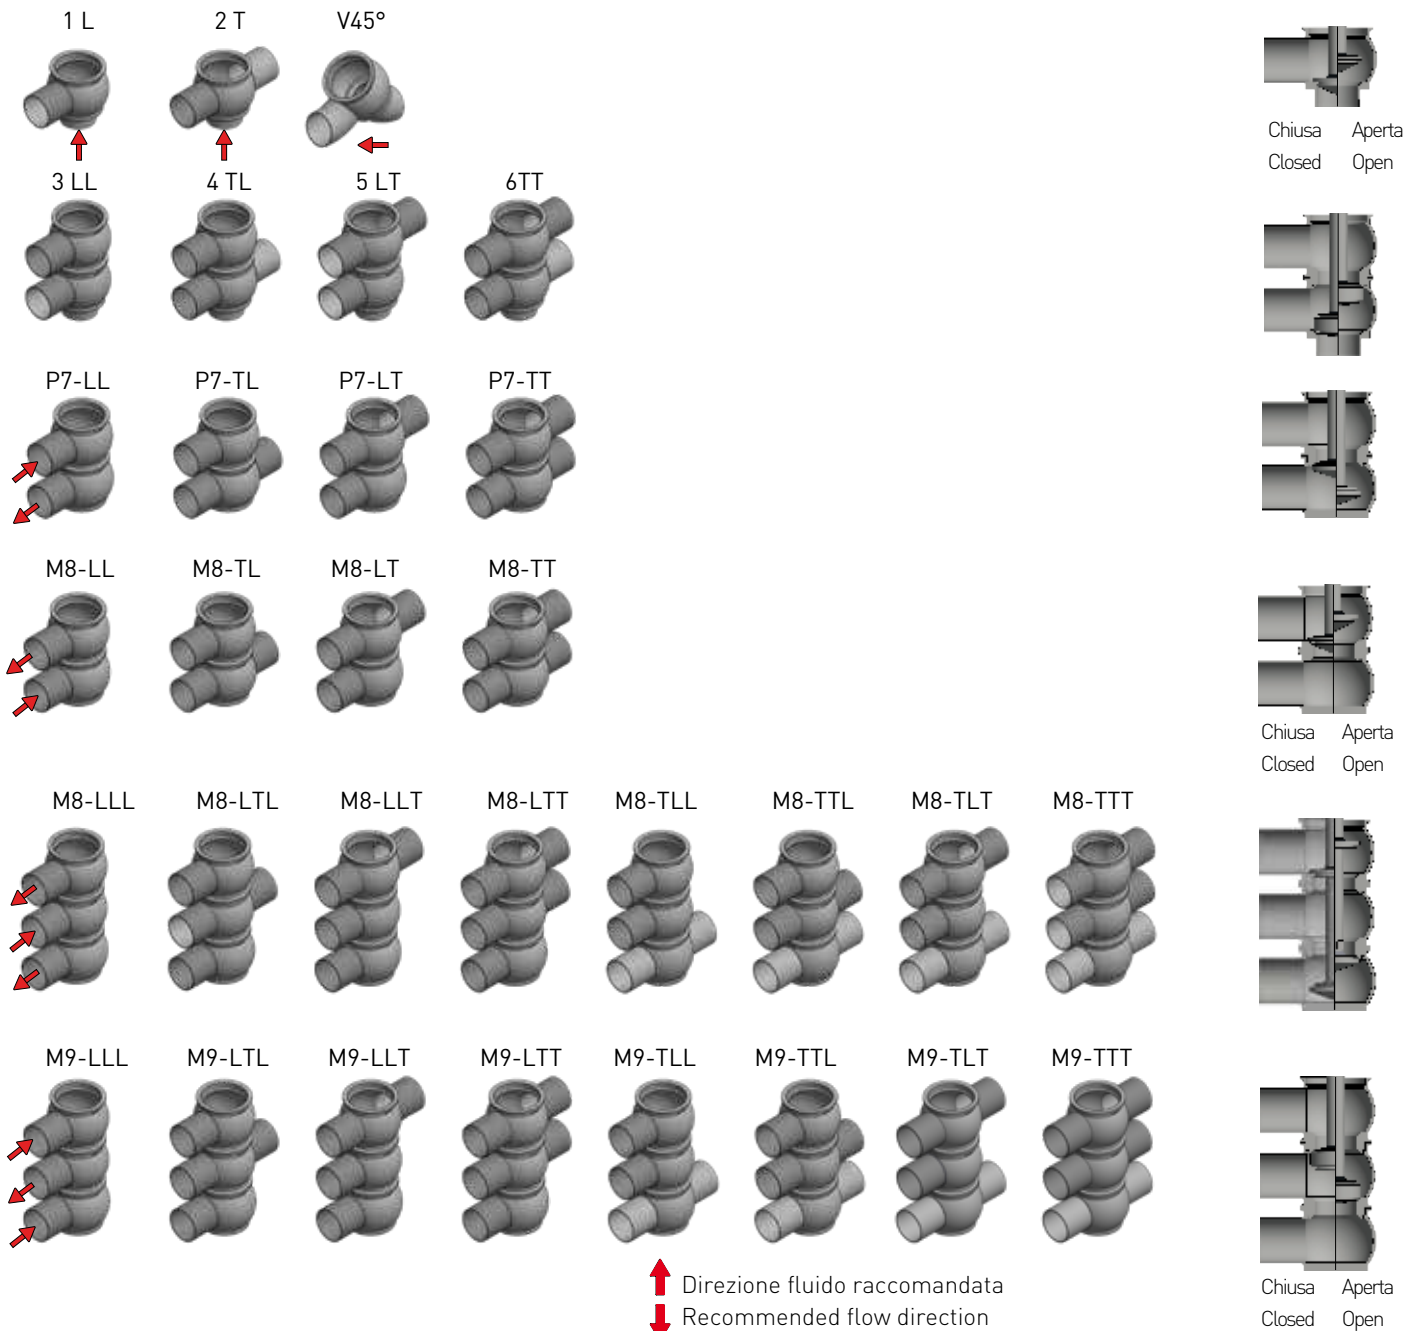 1 L 2 T V45°
Chiusa Aperta
Closed Open
3 LL 4 TL 5 LT 6TT
P7-LL P7-TL P7-LT P7-TT
M8-LL M8-TL M8-LT M8-TT
Chiusa Aperta
Closed Open
M8-LLL M8-LTL M8-LLT M8-LTT M8-TLL M8-TTL M8-TLT M8-TTT
M9-LLL M9-LTL M9-LLT M9-LTT M9-TLL M9-TTL M9-TLT M9-TTT
Direzione fluido raccomandata
Recommended flow direction
Chiusa Aperta
Closed Open